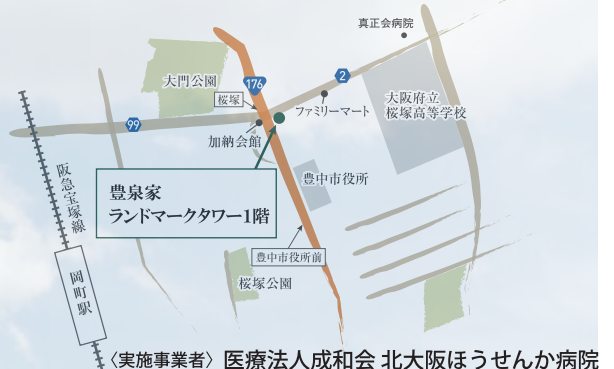 真正会病院
大門公園
176
2
桜塚
ファミリーマート
大阪府立
桜塚高等学校
99
加納会館
阪急宝塚線
豊中市役所
豊泉家
ランドマークタワー1階
豊中市役所前
岡町駅
桜塚公園
〈実施事業者〉医療法人成和会 北大阪ほうせんか病院